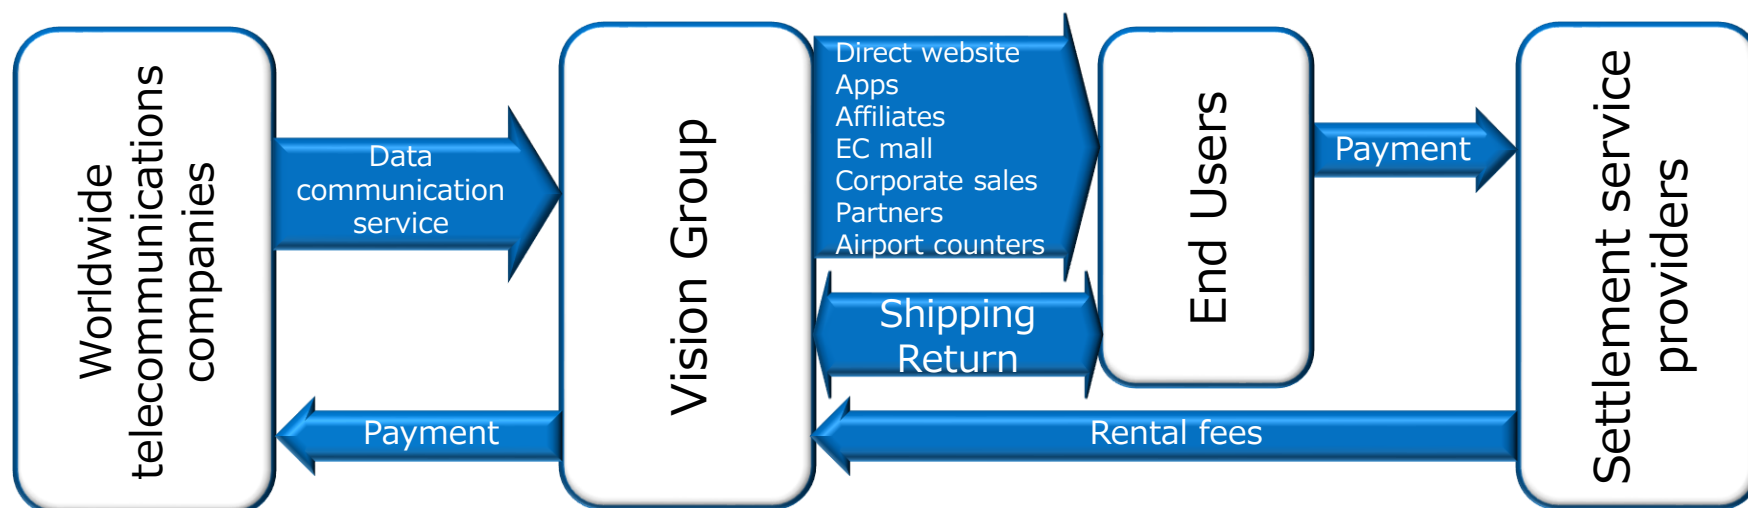 Worldwide
telecommunications
companies
Data
communication
service
Payment
Vision Group
Direct website
Apps
Affiliates
EC mall
Corporate sales
Partners
Airport counters
Shipping
Return
End Users
Payment
Rental fees
Settlement service
providers